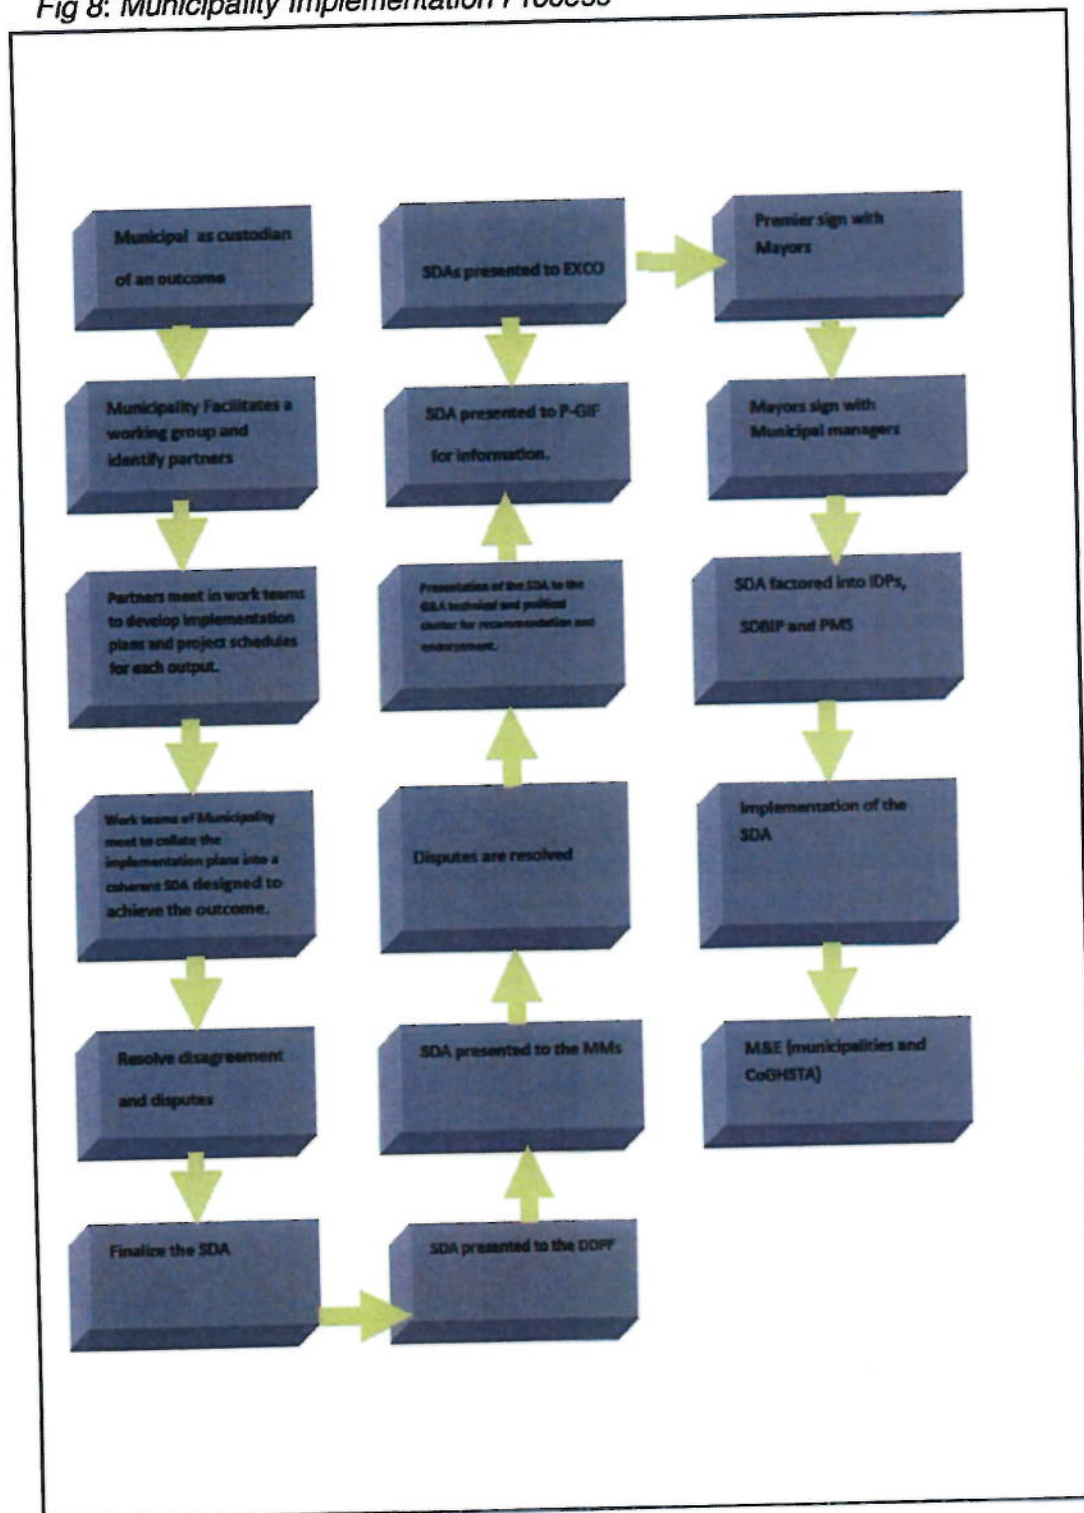 Fig 8: Municipality Implementation Process
Municipal as custodian
of an outcome
Municipality Facilitates a
working group and
identify partners
Partners meet in work teams
to develop implementation
plans and project schedules
for each output.
Work teams of Municipality
meet to collate the
implementation plans into a
coherent SDA designed to
achieve the outcome.
Resolve disagreement
and disputes
Finalize the SDA
SDA presented to the DDPF
SDA presented to the MMs
Disputes are resolved
Presentation of the SDA to the
G&A technical and political
cluster for recommendation and
endorsement.
SDA presented to P-GIF
for information.
SDAs presented to EXCO
Premier sign with
Mayors
Mayors sign with
Municipal managers
SDA factored into IDPs,
SDBIP and PMS
Implementation of the
SDA
M&E (municipalities and
CoGHSTA)